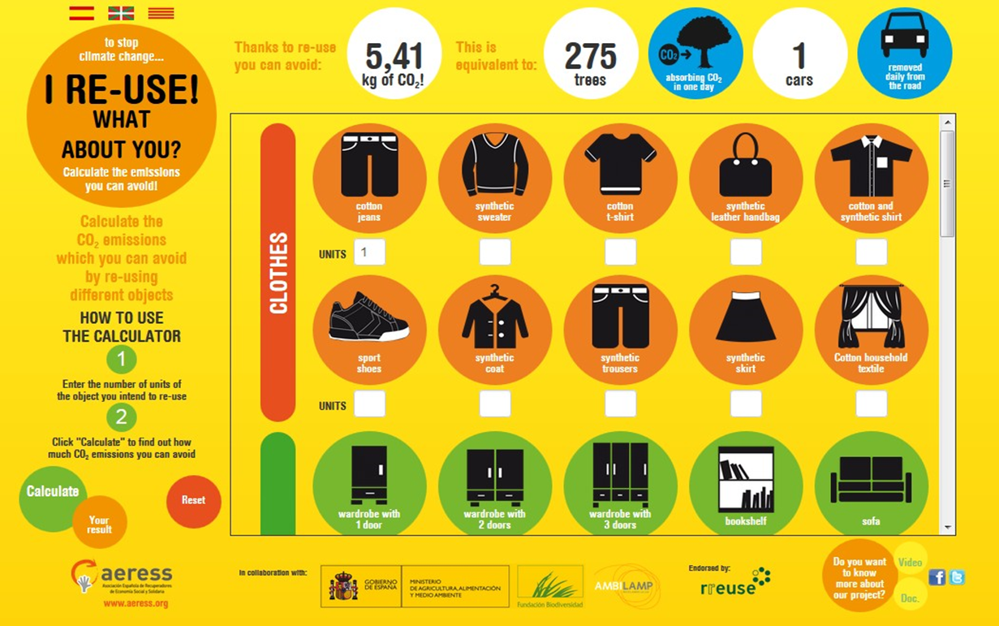 to stop
climate change...
I RE-USE!
WHAT
ABOUT YOU?
Calculate the emissions
you can avoid!
Calculate the
CO₂ emissions
which you can avoid
by re-using
different objects
HOW TO USE
THE CALCULATOR
1
Enter the number of units of
the object you intend to re-use
2
Click "Calculate" to find out how
much CO₂ emissions you can avoid
Calculate
Your
result
Reset
Thanks to re-use
you can avoid:
5,41
kg of CO₂!
This is
equivalent to:
275
trees
CO₂
absorbing CO₂
in one day
1
cars
removed
daily from
the road
CLOTHES
cotton
jeans
synthetic
sweater
cotton
t-shirt
synthetic
leather handbag
cotton and
synthetic shirt
UNITS
1
sport
shoes
synthetic
coat
synthetic
trousers
synthetic
skirt
Cotton household
textile
UNITS
wardrobe with
1 door
wardrobe with
2 doors
wardrobe with
3 doors
bookshelf
sofa
aeress
Asociación Española de Recuperadores
de Economía Social y Solidaria
www.aeress.org
In collaboration with:
GOBIERNO
DE ESPAÑA
MINISTERIO
DE AGRICULTURA, ALIMENTACIÓN
Y MEDIO AMBIENTE
Fundación Biodiversidad
AMBILAMP
Endorsed by:
rreuse
Do you want
to know
more about
our project?
Video
Doc.